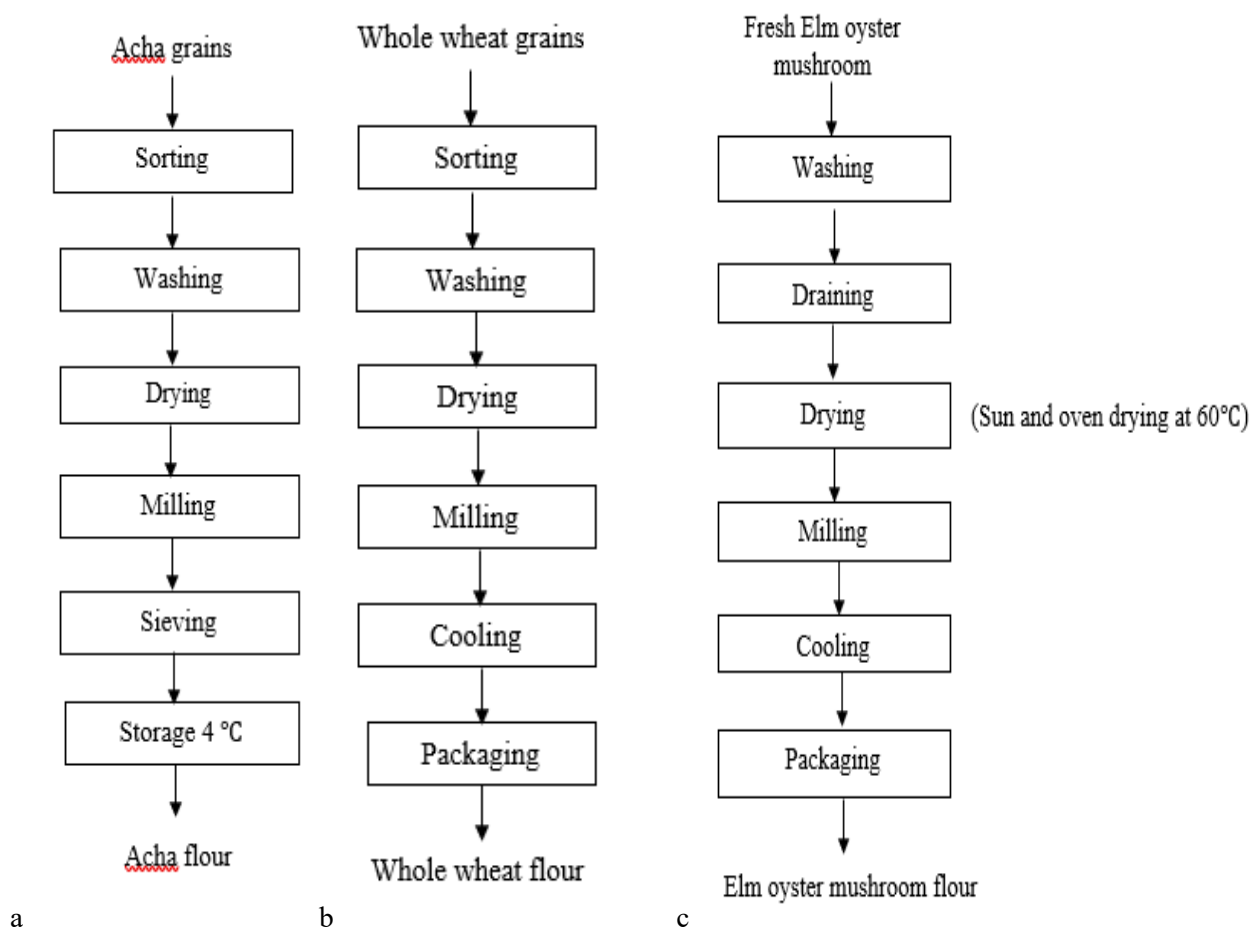 Acha grains
Sorting
Washing
Drying
Milling
Sieving
Storage 4 °C
Acha flour
a
Whole wheat grains
Sorting
Washing
Drying
Milling
Cooling
Packaging
Whole wheat flour
b
Fresh Elm oyster
mushroom
Washing
Draining
Drying
(Sun and oven drying at 60°C)
Milling
Cooling
Packaging
Elm oyster mushroom flour
c